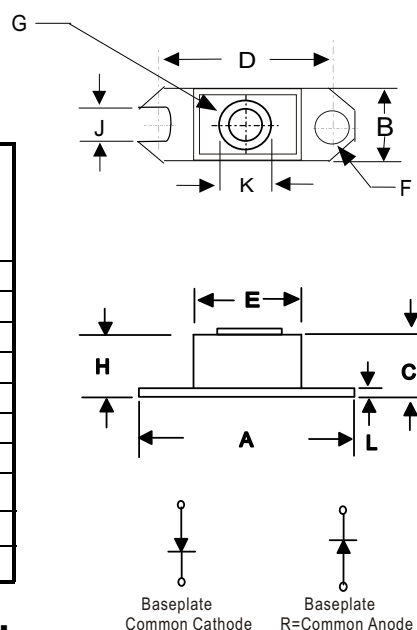 G
D
J
B
K
F
E
H
C
A
L
Baseplate
Common Cathode
Baseplate
R=Common Anode